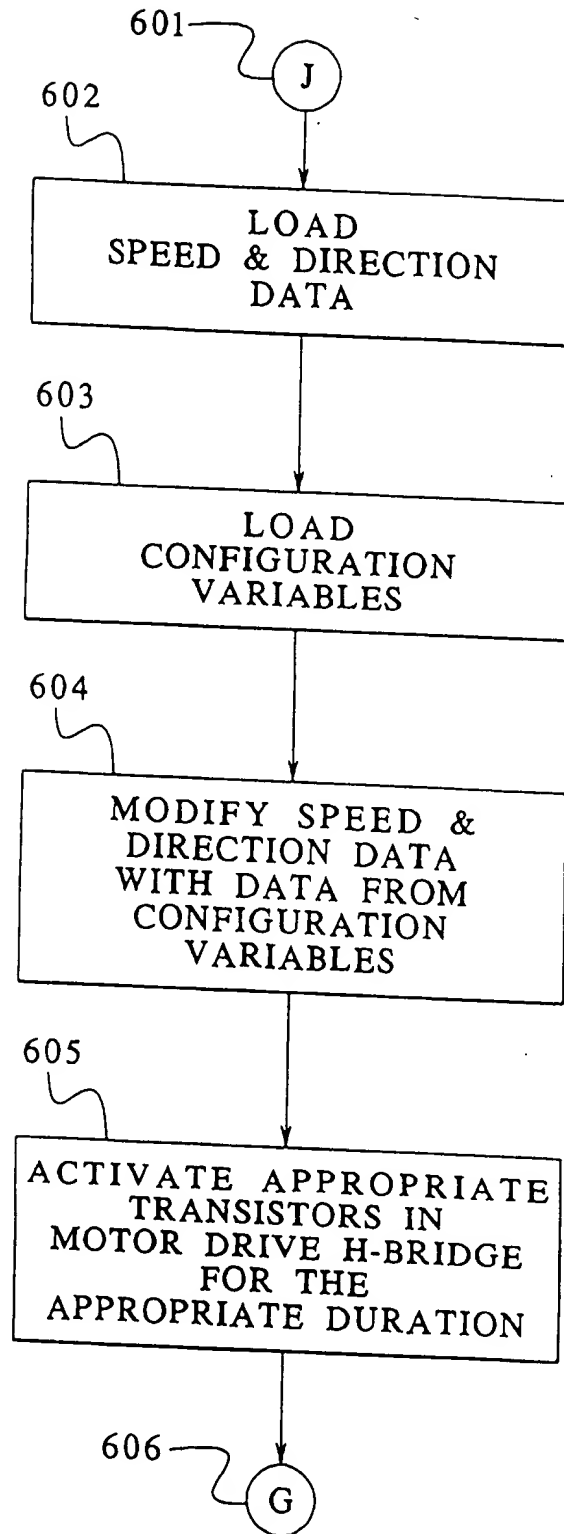 601
J
602
LOAD
SPEED & DIRECTION
DATA
603
LOAD
CONFIGURATION
VARIABLES
604
MODIFY SPEED &
DIRECTION DATA
WITH DATA FROM
CONFIGURATION
VARIABLES
605
ACTIVATE APPROPRIATE
TRANSISTORS IN
MOTOR DRIVE H-BRIDGE
FOR THE
APPROPRIATE DURATION
606
G